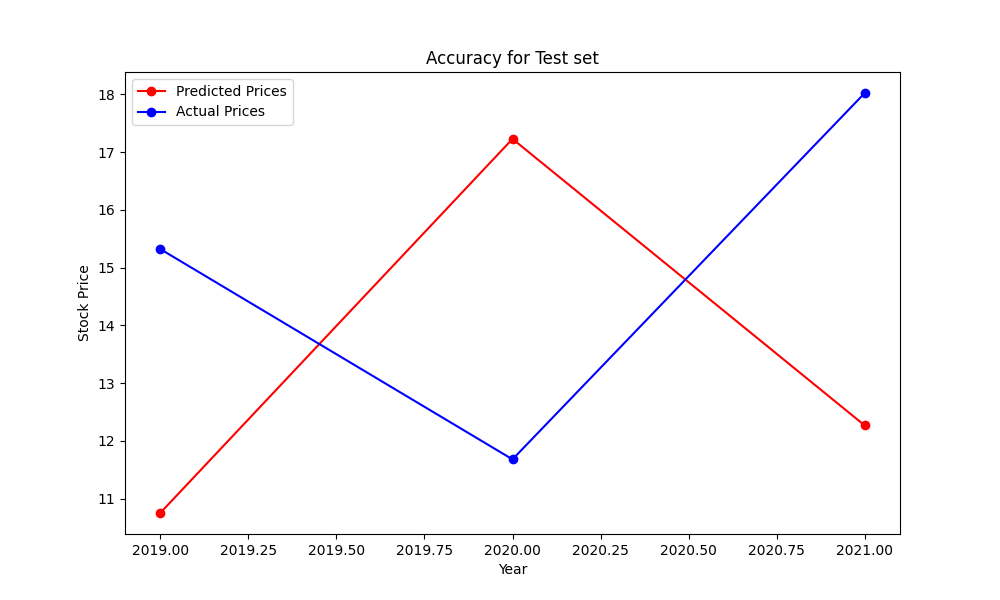 Accuracy for Test set
Predicted Prices
Actual Prices
18
17
16
15
14
13
12
11
Stock Price
2019.00 2019.25 2019.50 2019.75 2020.00 2020.25 2020.50 2020.75 2021.00
Year